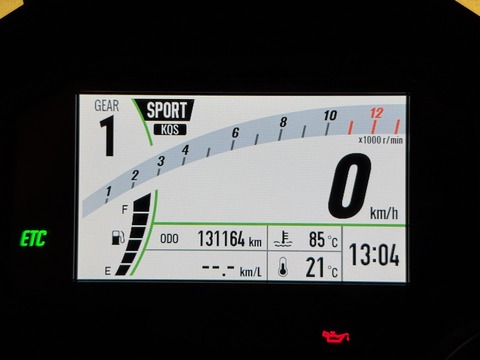 GEAR
1
SPORT
KQS
1 2 3 4 6 8 10 12
x1000 r/min
0
km/h
F
E
ETC
ODO 131164 km
--.- km/L
85 °C
21 °C
13:04